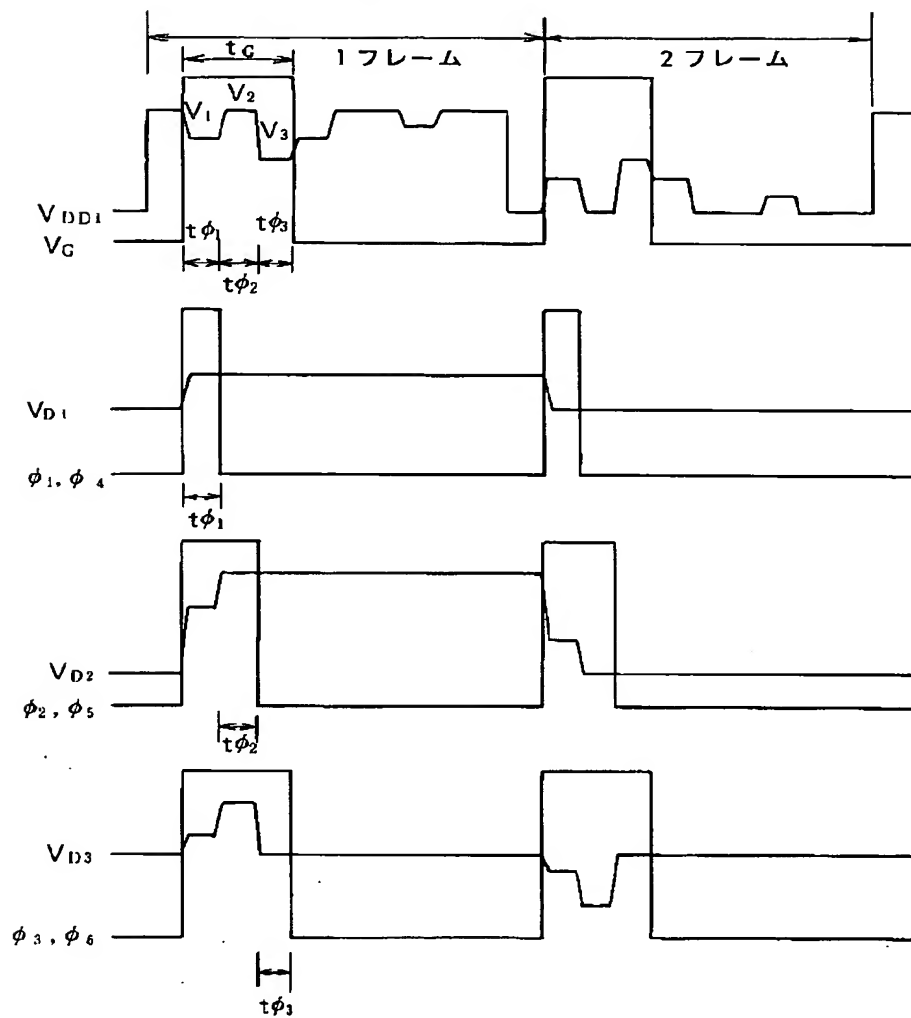 tG
1フレーム
2フレーム
V1
V2
V3
VDD1
VG
tφ1
tφ3
tφ2
VD1
φ1, φ4
tφ1
VD2
φ2, φ5
tφ2
VD3
φ3, φ6
tφ3